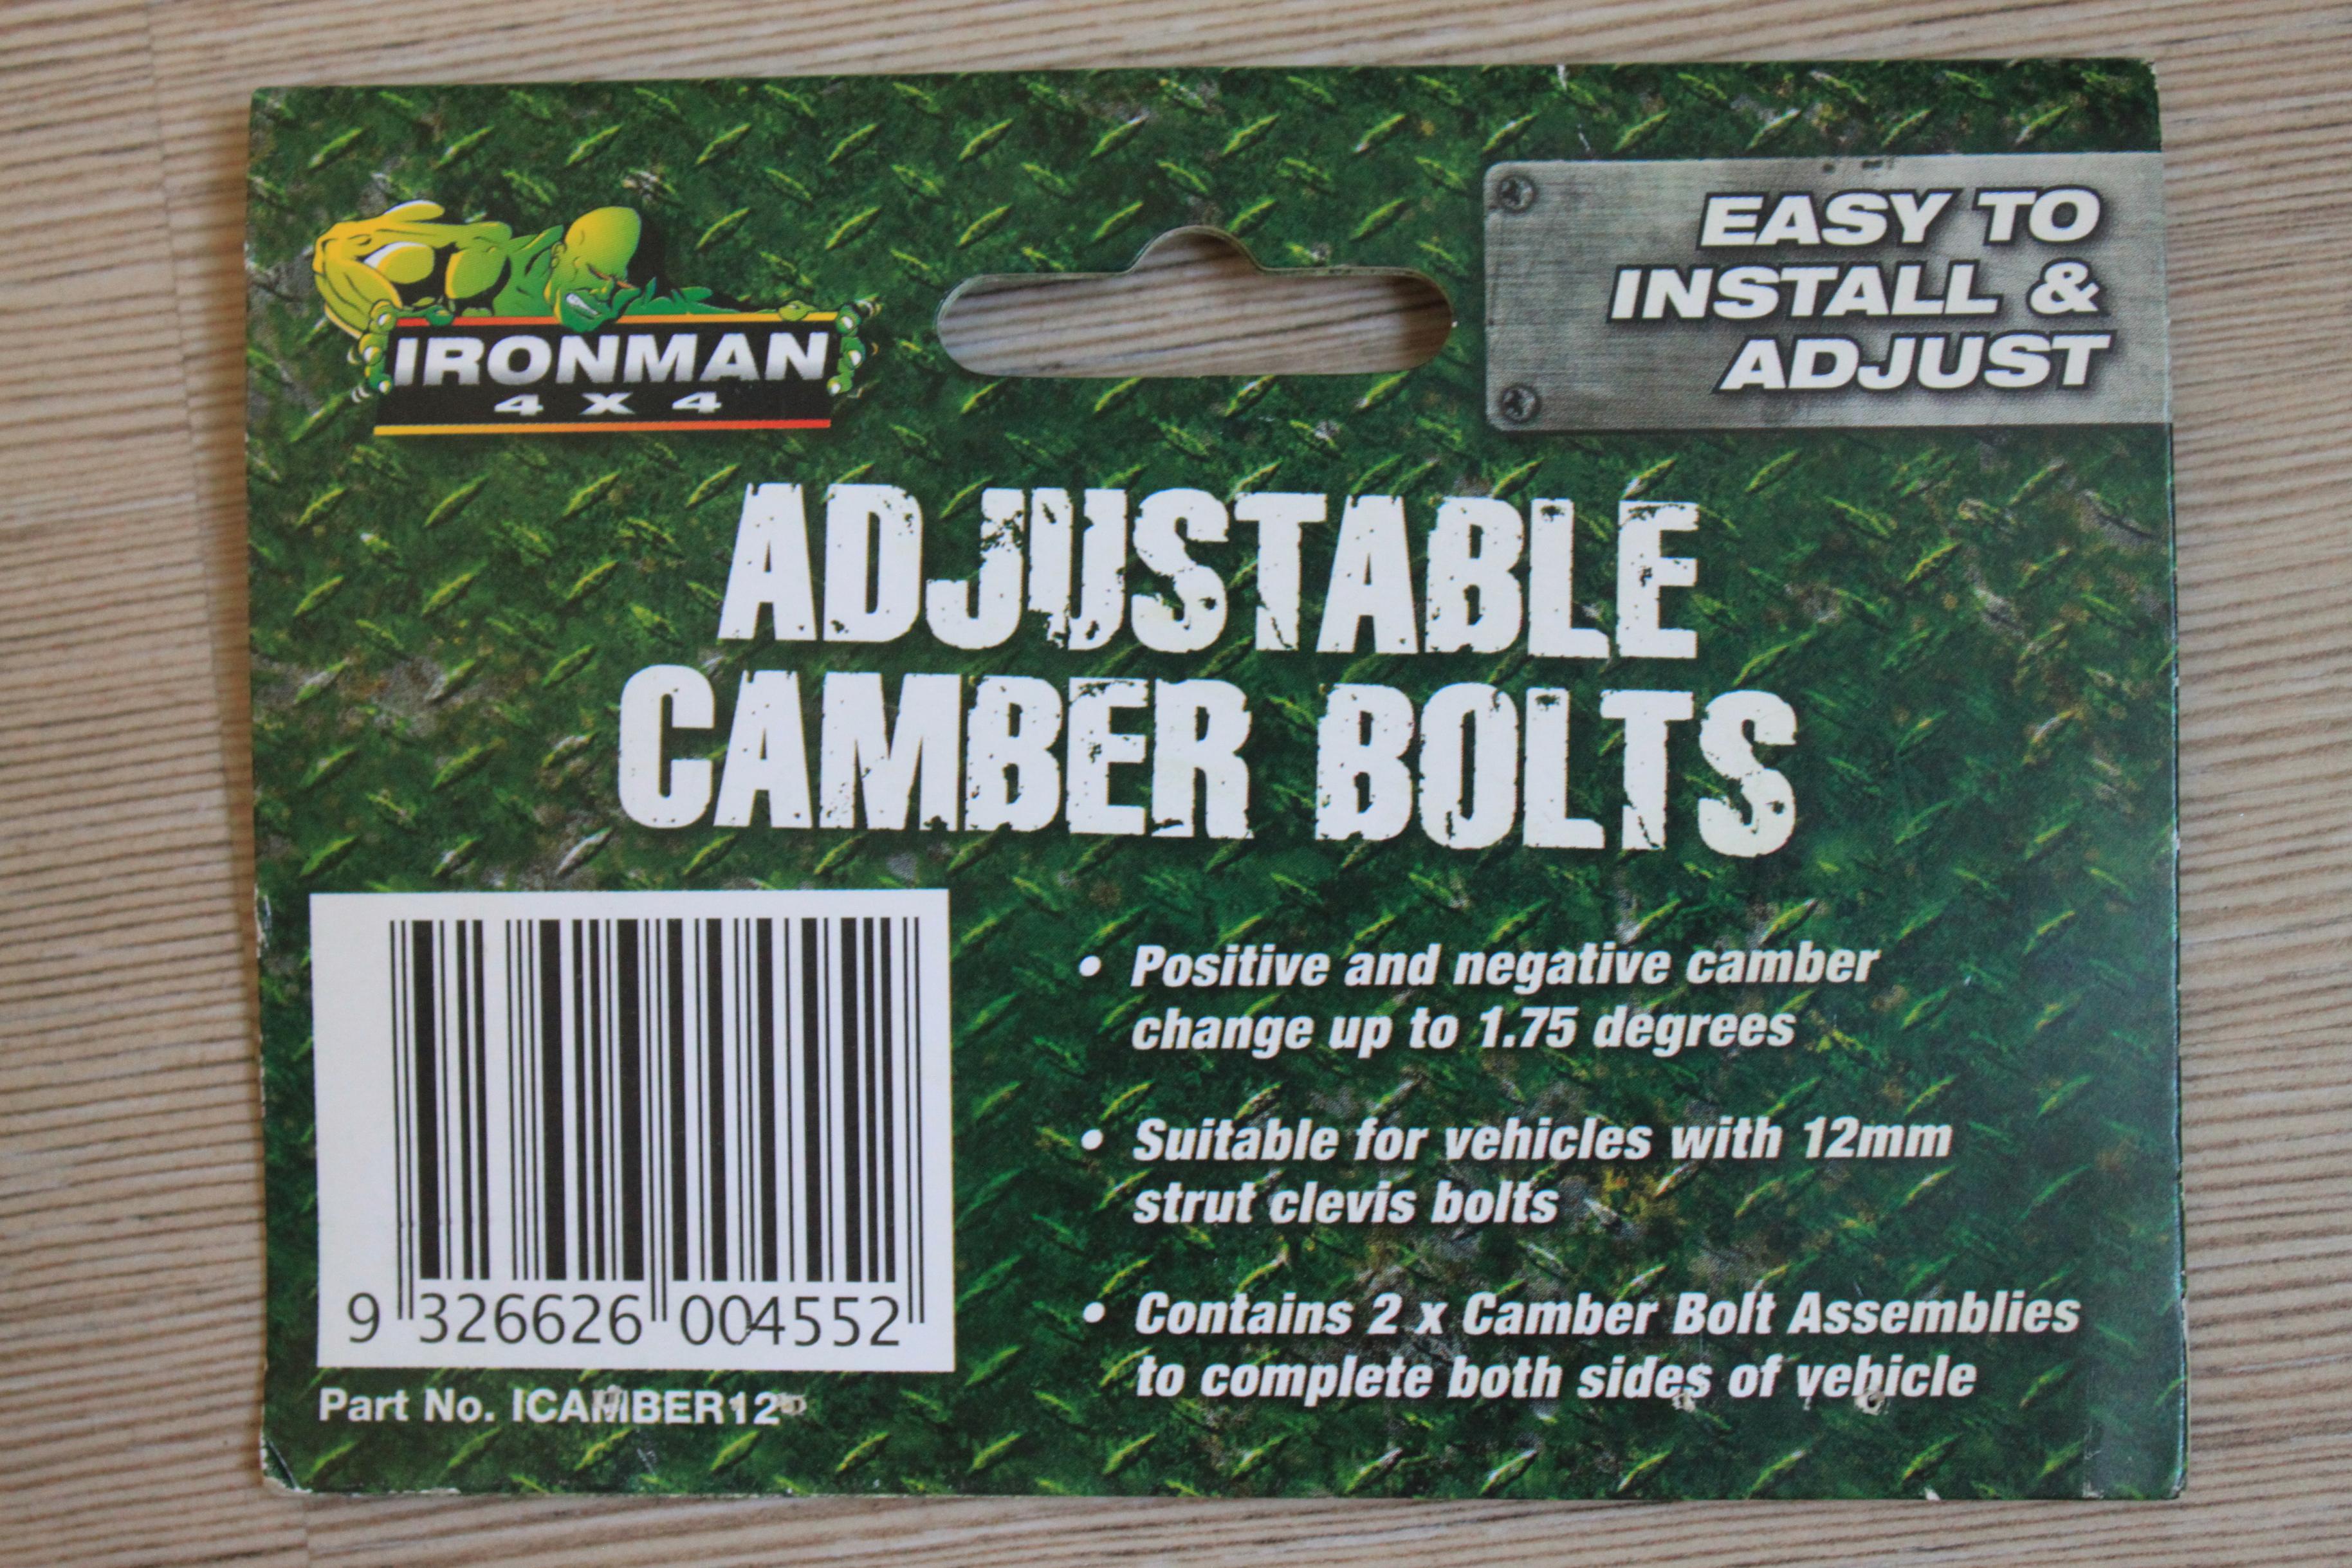 IRONMAN
4 X 4
EASY TO
INSTALL &
ADJUST
ADJUSTABLE
CAMBER BOLTS
• Positive and negative camber
change up to 1.75 degrees
• Suitable for vehicles with 12mm
strut clevis bolts
• Contains 2 x Camber Bolt Assemblies
to complete both sides of vehicle
9 326626 004552
Part No. ICAMBER12